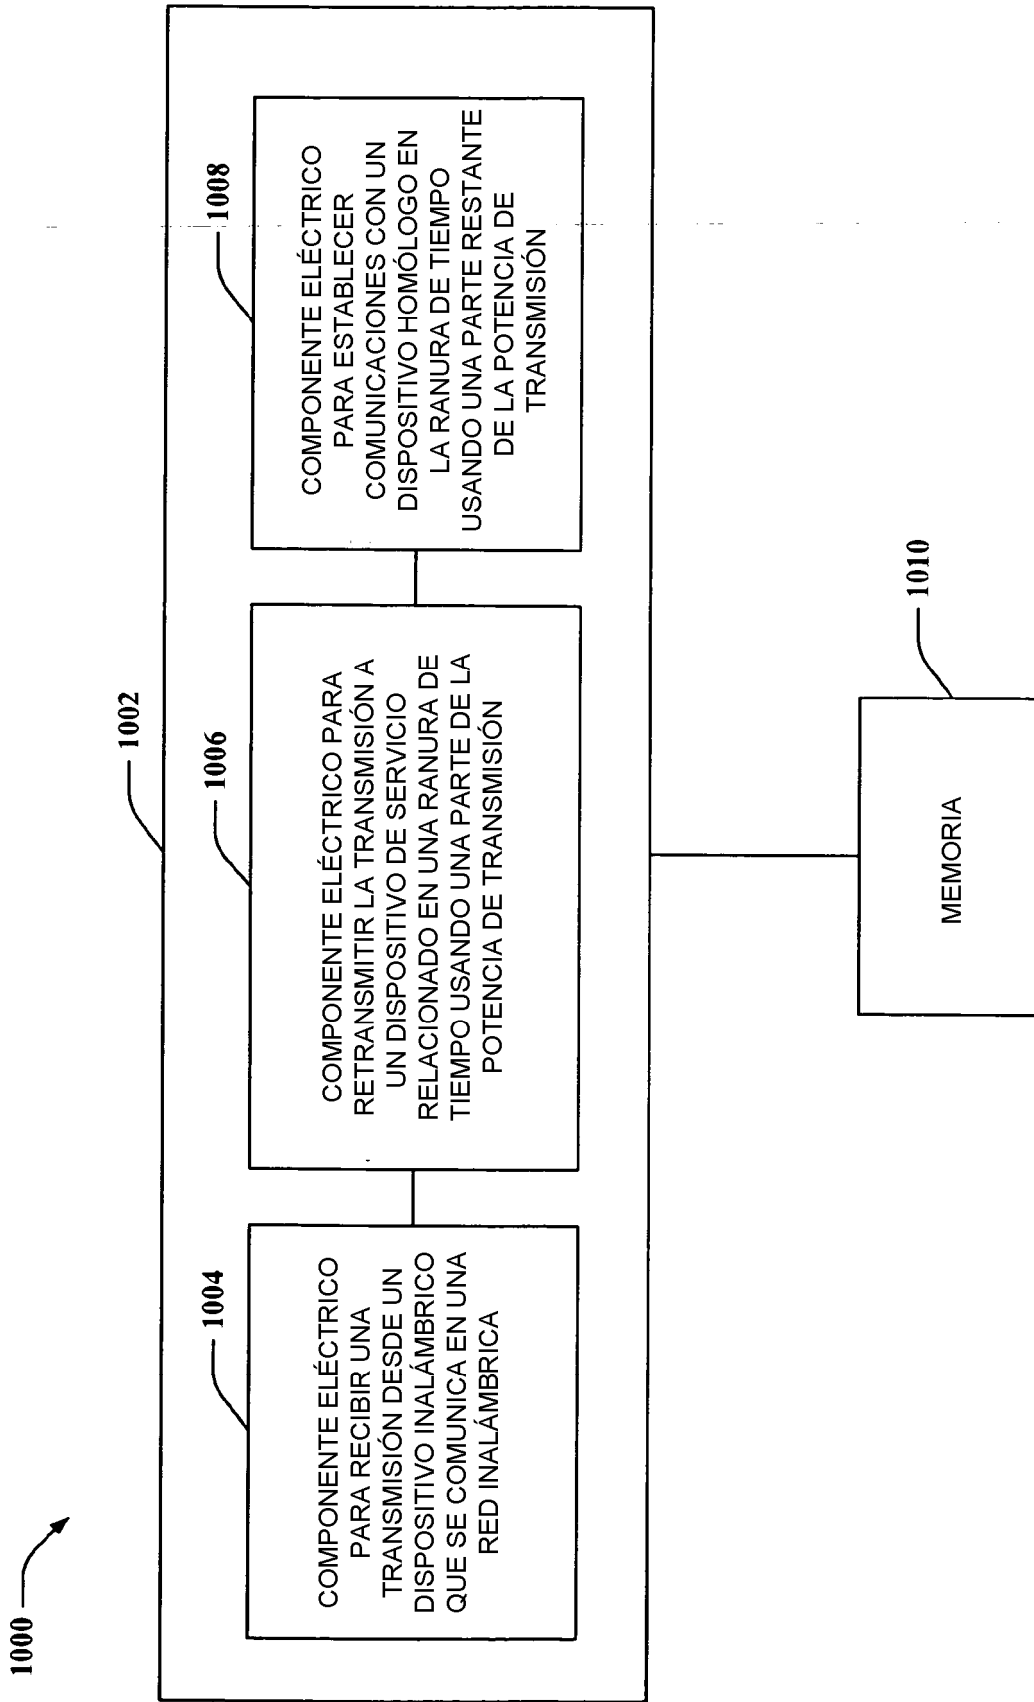 1000
1002
1004
COMPONENTE ELÉCTRICO
PARA RECIBIR UNA
TRANSMISIÓN DESDE UN
DISPOSITIVO INALÁMBRICO
QUE SE COMUNICA EN UNA
RED INALÁMBRICA
1006
COMPONENTE ELÉCTRICO PARA
RETRANSMITIR LA TRANSMISIÓN A
UN DISPOSITIVO DE SERVICIO
RELACIONADO EN UNA RANURA DE
TIEMPO USANDO UNA PARTE DE LA
POTENCIA DE TRANSMISIÓN
1008
COMPONENTE ELÉCTRICO
PARA ESTABLECER
COMUNICACIONES CON UN
DISPOSITIVO HOMÓLOGO EN
LA RANURA DE TIEMPO
USANDO UNA PARTE RESTANTE
DE LA POTENCIA DE
TRANSMISIÓN
1010
MEMORIA